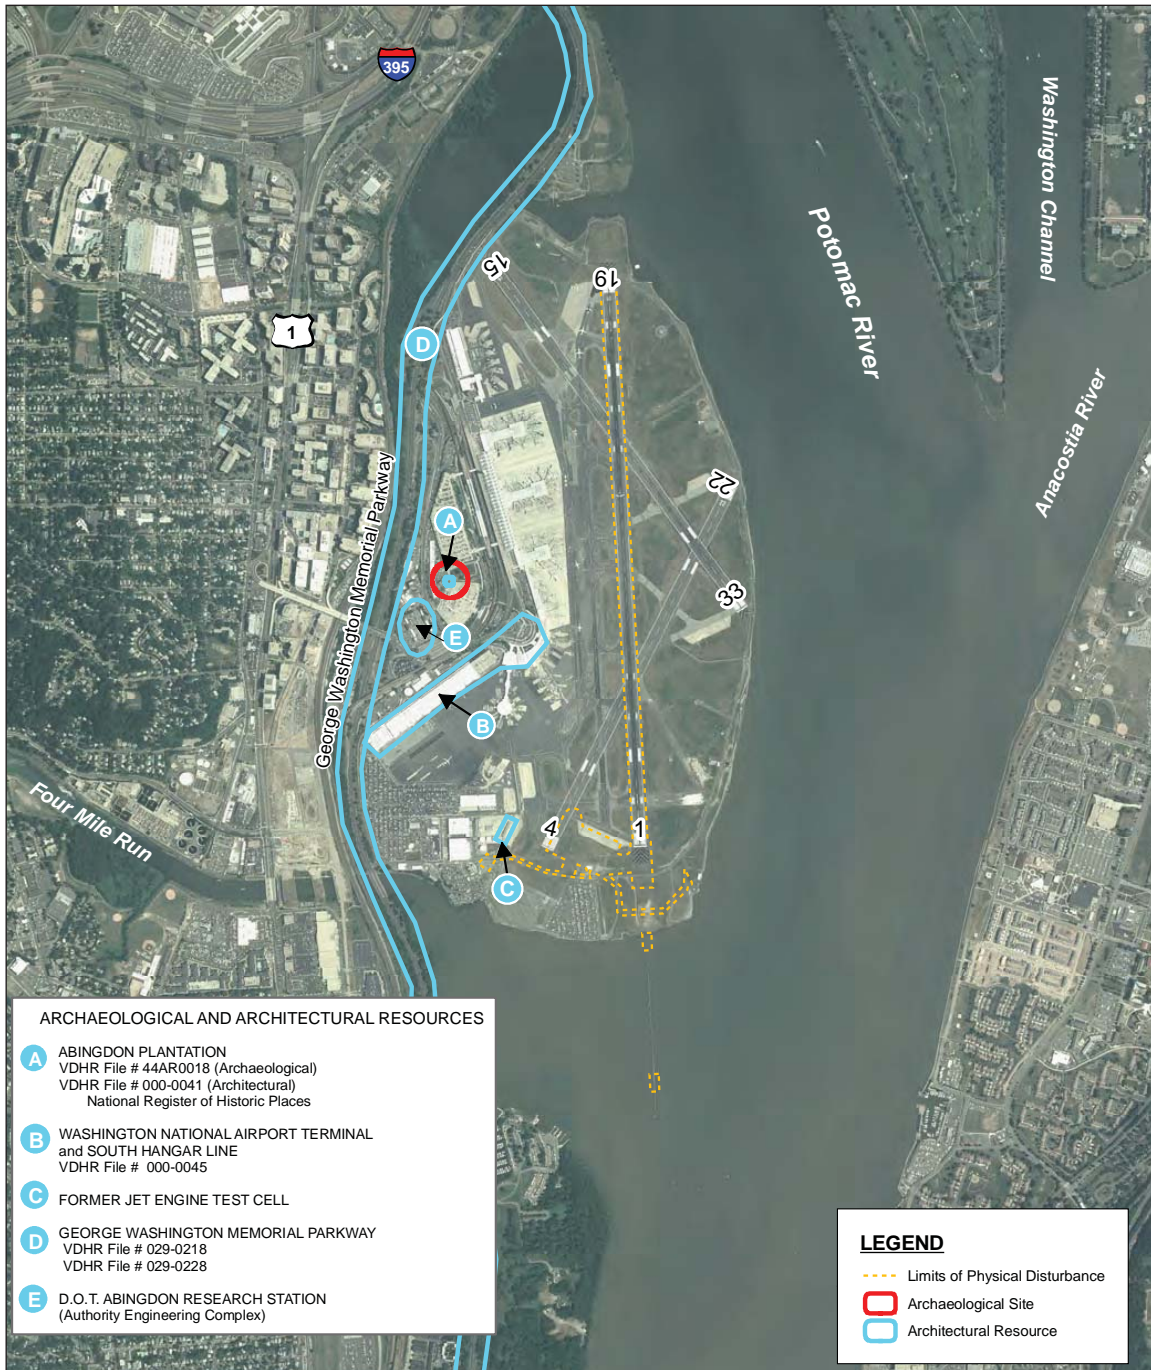 395
Washington Channel
Potomac River
15
19
1
D
Anacostia River
22
A
33
George Washington Memorial Parkway
E
B
Four Mile Run
4
1
C
ARCHAEOLOGICAL AND ARCHITECTURAL RESOURCES
A ABINGDON PLANTATION
VDHR File # 44AR0018 (Archaeological)
VDHR File # 000-0041 (Architectural)
National Register of Historic Places
B WASHINGTON NATIONAL AIRPORT TERMINAL
and SOUTH HANGAR LINE
VDHR File # 000-0045
C FORMER JET ENGINE TEST CELL
D GEORGE WASHINGTON MEMORIAL PARKWAY
VDHR File # 029-0218
VDHR File # 029-0228
E D.O.T. ABINGDON RESEARCH STATION
(Authority Engineering Complex)
LEGEND
Limits of Physical Disturbance
Archaeological Site
Architectural Resource